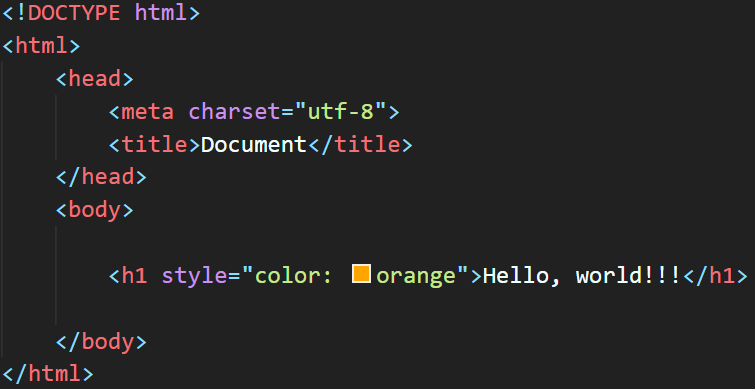 <!DOCTYPE html>
<html>
    <head>
        <meta charset="utf-8">
        <title>Document</title>
    </head>
    <body>
        <h1 style="color: orange">Hello, world!!!</h1>
    </body>
</html>